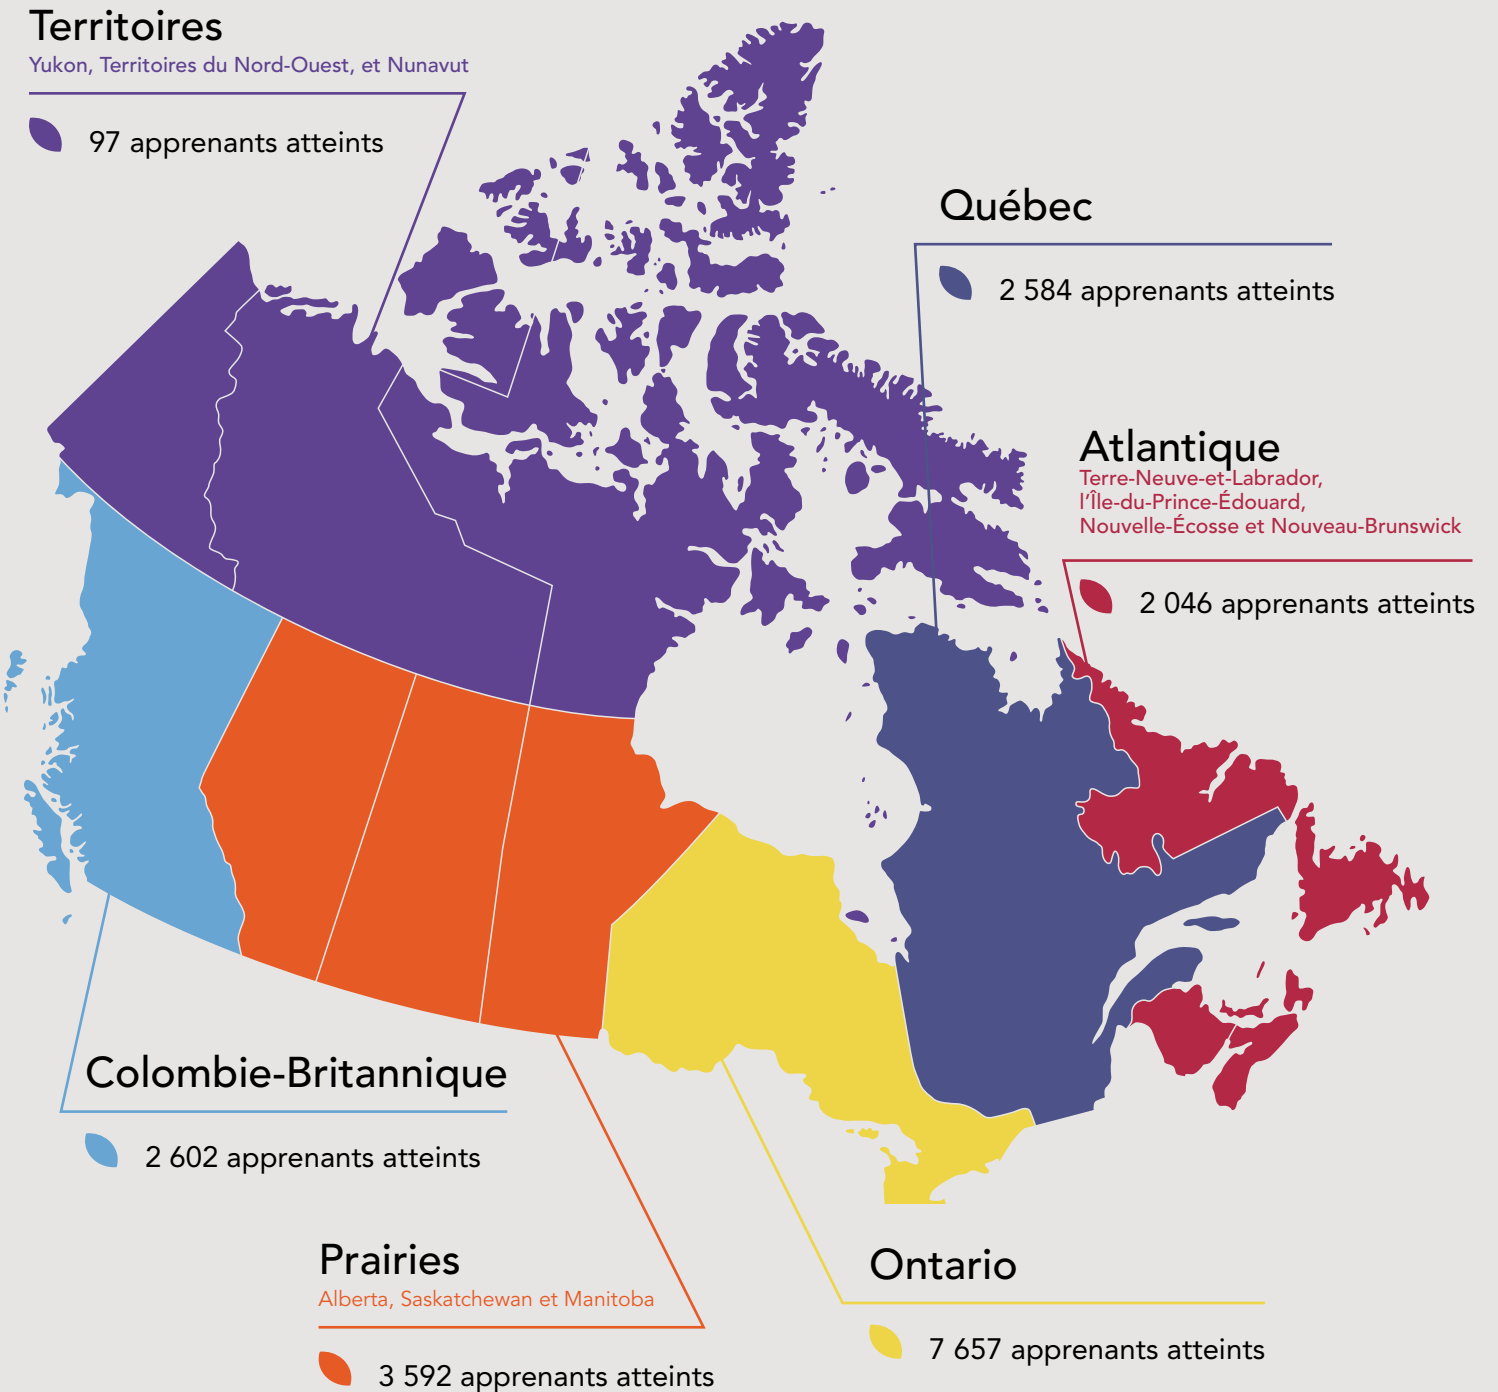 Territoires
Yukon, Territoires du Nord-Ouest, et Nunavut
97 apprenants atteints
Québec
2 584 apprenants atteints
Atlantique
Terre-Neuve-et-Labrador,
l'Île-du-Prince-Édouard,
Nouvelle-Écosse et Nouveau-Brunswick
2 046 apprenants atteints
Colombie-Britannique
2 602 apprenants atteints
Prairies
Alberta, Saskatchewan et Manitoba
3 592 apprenants atteints
Ontario
7 657 apprenants atteints